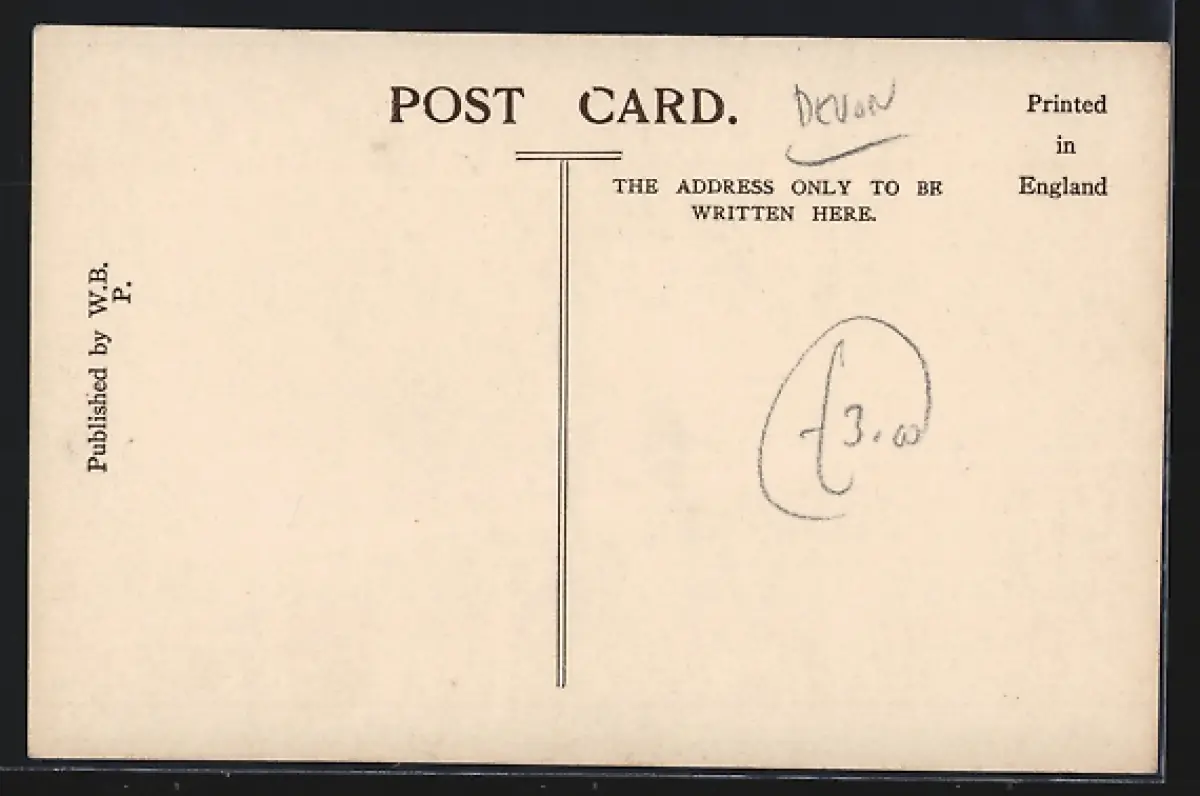 POST CARD.
DEVON
Printed
in
England
THE ADDRESS ONLY TO BE
WRITTEN HERE.
Published by W.B.
P.
£3.00